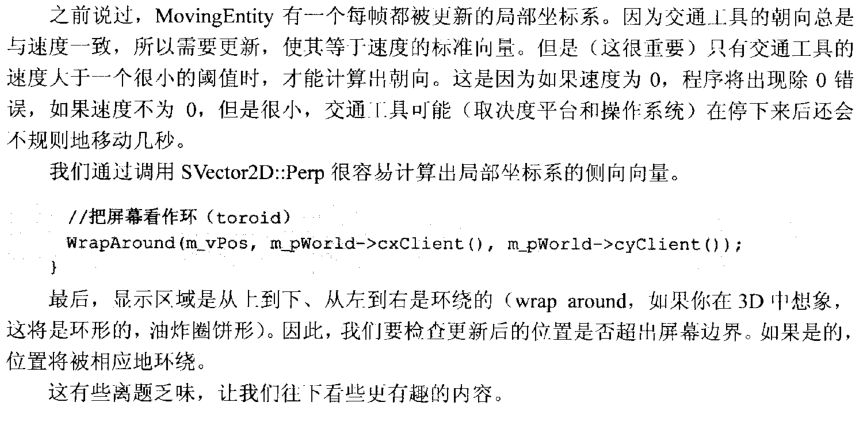 之前说过，MovingEntity 有一个每帧都被更新的局部坐标系。因为交通工具的朝向总是
与速度一致，所以需要更新，使其等于速度的标准向量。但是（这很重要）只有交通工具的
速度大于一个很小的阈值时，才能计算出朝向。这是因为如果速度为 0，程序将出现除 0 错
误，如果速度不为 0，但是很小，交通工具可能（取决度平台和操作系统）在停下来后还会
不规则地移动几秒。
我们通过调用 SVector2D::Perp 很容易计算出局部坐标系的侧向向量。
//把屏幕看作环（toroid）
WrapAround(m_vPos, m_pWorld->cxClient(), m_pWorld->cyClient());
}
最后，显示区域是从上到下、从左到右是环绕的（wrap around，如果你在 3D 中想象，
这将是环形的，油炸圈饼形）。因此，我们要检查更新后的位置是否超出屏幕边界。如果是的，
位置将被相应地环绕。
这有些离题乏味，让我们往下看些更有趣的内容。